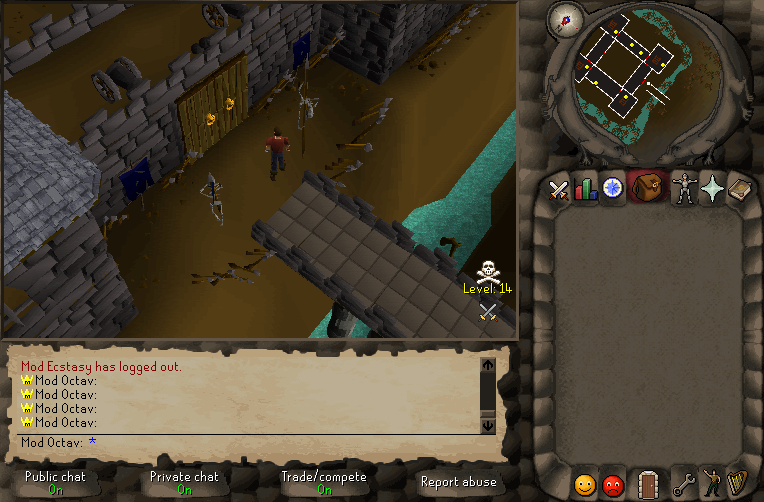 Level: 14
Mod Ecstasy has logged out.
Mod Octav:
Mod Octav:
Mod Octav:
Mod Octav:
Mod Octav: *
Public chat
On
Private chat
On
Trade/compete
On
Report abuse